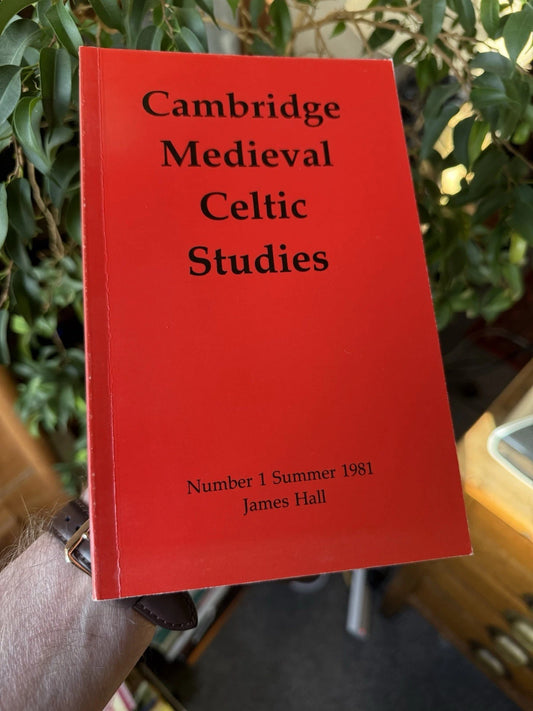 Cambridge
Medieval
Celtic
Studies
Number 1 Summer 1981
James Hall